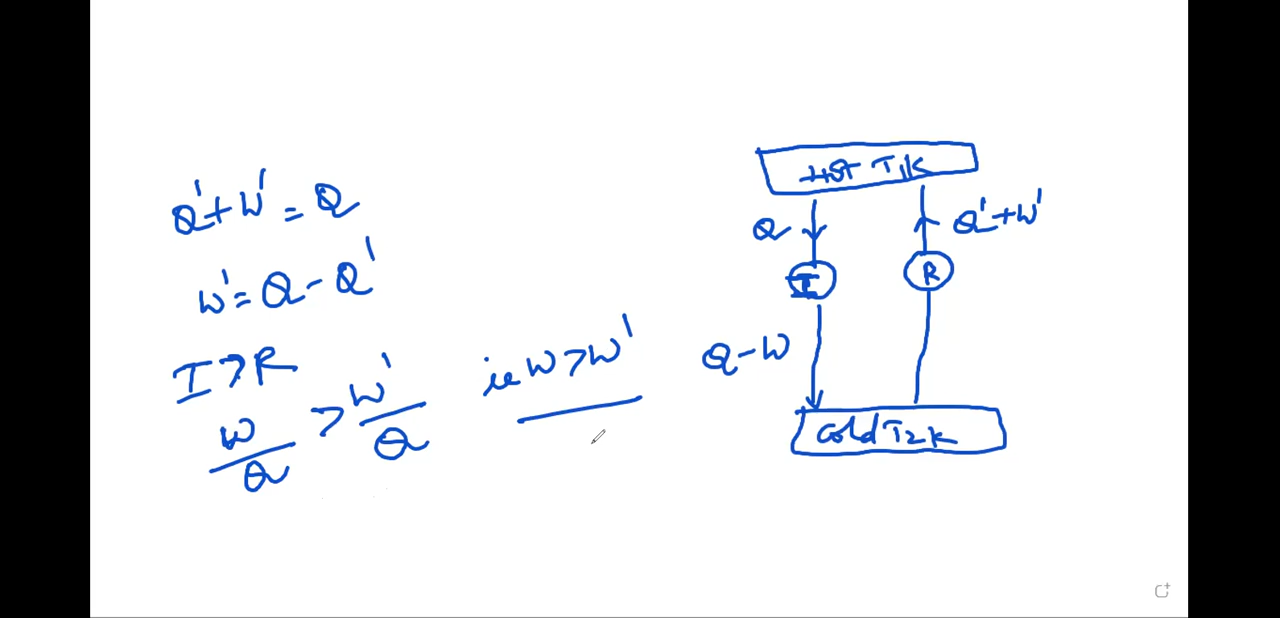 Q'+W' = Q
W' = Q - Q'
I > R
W/Q > W'/Q
ie W > W'
Hot T1K
Q
Q'+W'
I
R
Q-W
Cold T2K